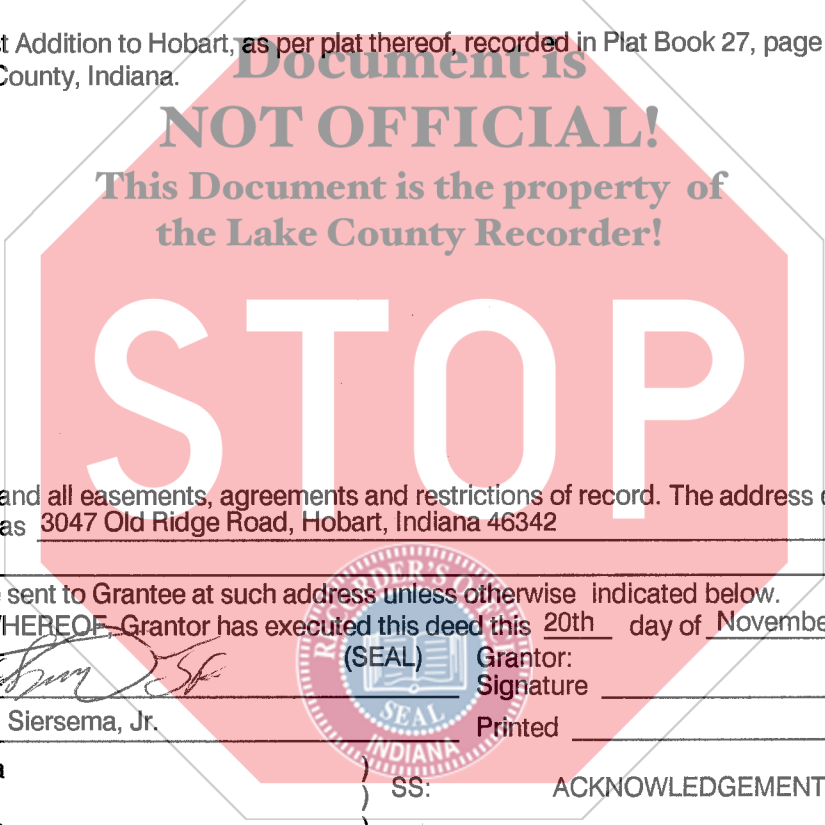 t Addition to Hobart, as per plat thereof, recorded in Plat Book 27, page
County, Indiana.
Document is
NOT OFFICIAL!
This Document is the property of
the Lake County Recorder!
STOP
and all easements, agreements and restrictions of record. The address
as 3047 Old Ridge Road, Hobart, Indiana 46342
sent to Grantee at such address unless otherwise indicated below.
HEREOF, Grantor has executed this deed this 20th day of Novembe
(SEAL) Grantor:
Signature
Siersema, Jr. Printed
RECORDER'S OFFICE
SEAL
INDIANA
a )
) SS: ACKNOWLEDGEMENT